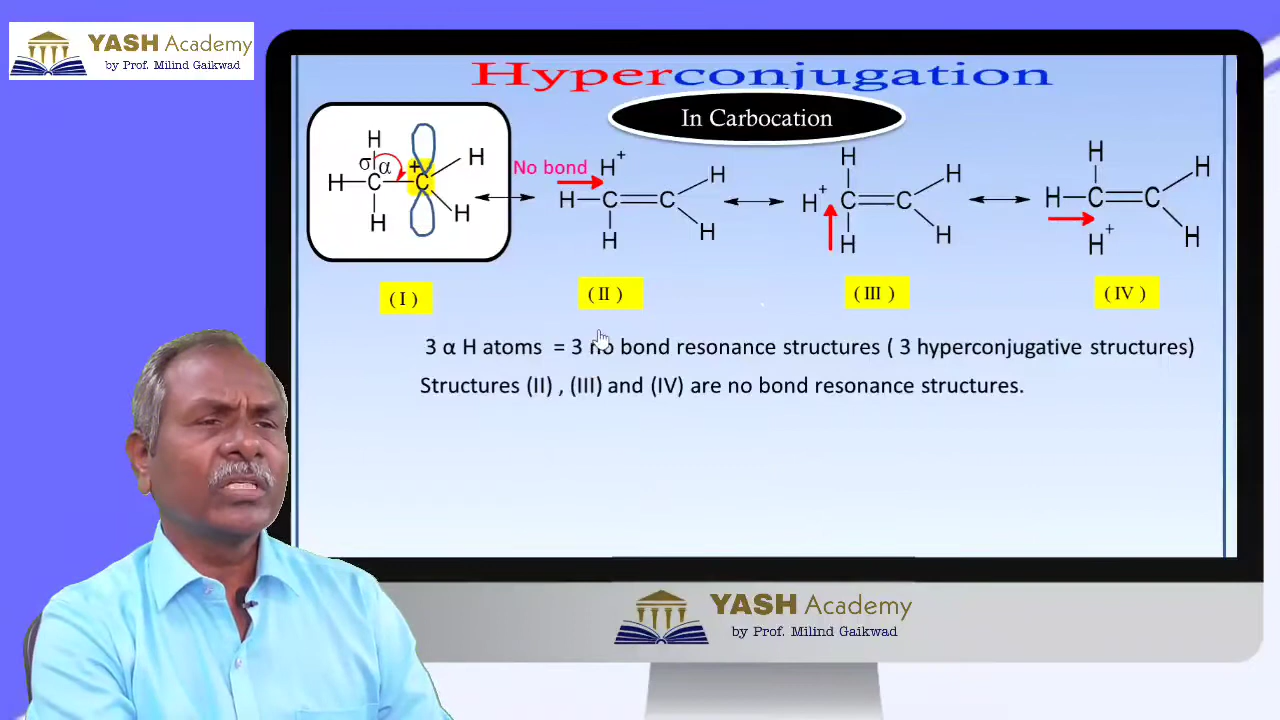 YASH Academy
by Prof. Milind Gaikwad
Hyperconjugation
In Carbocation
H
σ α +
H C C H
H H
No bond H+
H C C H
H H
H
H+ C C H
H H
H
H C C H
H+ H
( I )
( II )
( III )
( IV )
3 α H atoms = 3 no bond resonance structures ( 3 hyperconjugative structures)
Structures (II) , (III) and (IV) are no bond resonance structures.
YASH Academy
by Prof. Milind Gaikwad